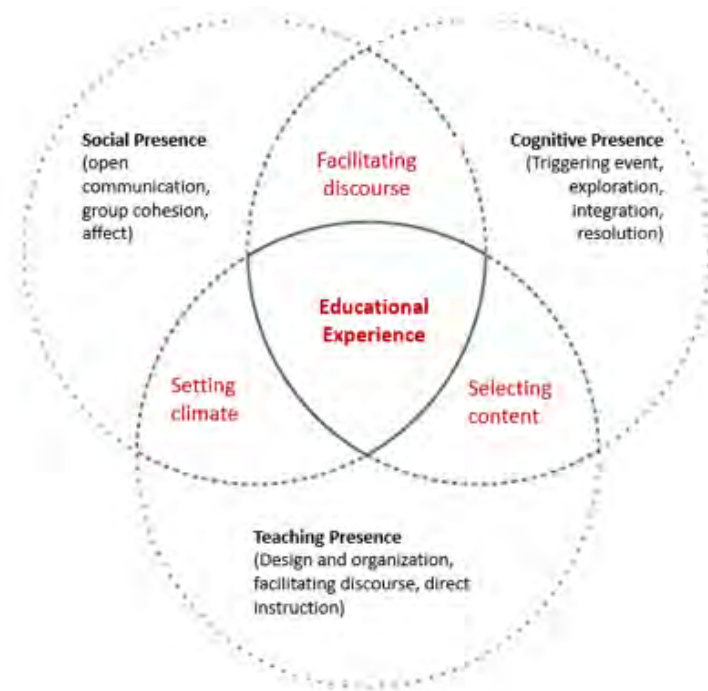 Social Presence
(open
communication,
group cohesion,
affect)
Facilitating
discourse
Cognitive Presence
(Triggering event,
exploration,
integration,
resolution)
Educational
Experience
Setting
climate
Selecting
content
Teaching Presence
(Design and organization,
facilitating discourse, direct
instruction)